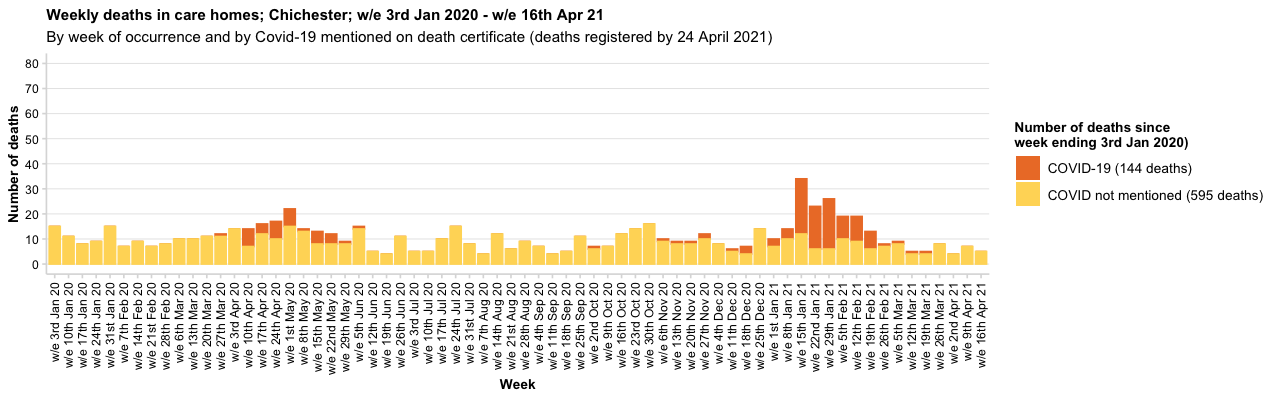 Weekly deaths in care homes; Chichester; w/e 3rd Jan 2020 - w/e 16th Apr 21
By week of occurrence and by Covid-19 mentioned on death certificate (deaths registered by 24 April 2021)
Number of deaths
80
70
60
50
40
30
20
10
0
w/e 3rd Jan 20
w/e 10th Jan 20
w/e 17th Jan 20
w/e 24th Jan 20
w/e 31st Jan 20
w/e 7th Feb 20
w/e 14th Feb 20
w/e 21st Feb 20
w/e 28th Feb 20
w/e 6th Mar 20
w/e 13th Mar 20
w/e 20th Mar 20
w/e 27th Mar 20
w/e 3rd Apr 20
w/e 10th Apr 20
w/e 17th Apr 20
w/e 24th Apr 20
w/e 1st May 20
w/e 8th May 20
w/e 15th May 20
w/e 22nd May 20
w/e 29th May 20
w/e 5th Jun 20
w/e 12th Jun 20
w/e 19th Jun 20
w/e 26th Jun 20
w/e 3rd Jul 20
w/e 10th Jul 20
w/e 17th Jul 20
w/e 24th Jul 20
w/e 31st Jul 20
w/e 7th Aug 20
w/e 14th Aug 20
w/e 21st Aug 20
w/e 28th Aug 20
w/e 4th Sep 20
w/e 11th Sep 20
w/e 18th Sep 20
w/e 25th Sep 20
w/e 2nd Oct 20
w/e 9th Oct 20
w/e 16th Oct 20
w/e 23rd Oct 20
w/e 30th Oct 20
w/e 6th Nov 20
w/e 13th Nov 20
w/e 20th Nov 20
w/e 27th Nov 20
w/e 4th Dec 20
w/e 11th Dec 20
w/e 18th Dec 20
w/e 25th Dec 20
w/e 1st Jan 21
w/e 8th Jan 21
w/e 15th Jan 21
w/e 22nd Jan 21
w/e 29th Jan 21
w/e 5th Feb 21
w/e 12th Feb 21
w/e 19th Feb 21
w/e 26th Feb 21
w/e 5th Mar 21
w/e 12th Mar 21
w/e 19th Mar 21
w/e 26th Mar 21
w/e 2nd Apr 21
w/e 9th Apr 21
w/e 16th Apr 21
Week
Number of deaths since
week ending 3rd Jan 2020)
COVID-19 (144 deaths)
COVID not mentioned (595 deaths)